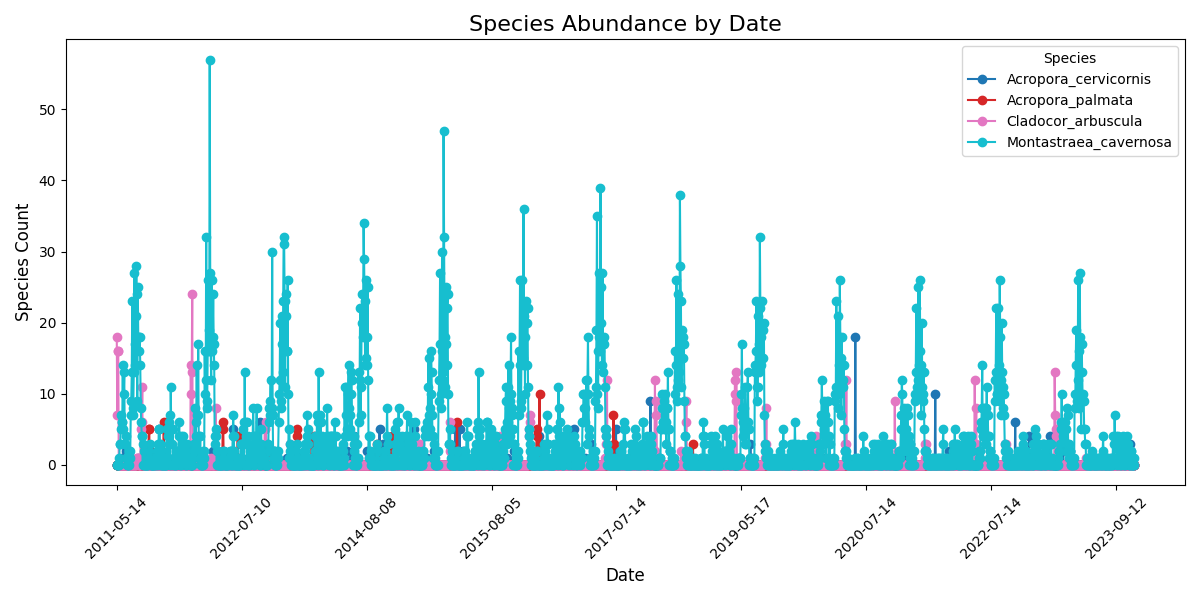 Species Abundance by Date
Species Count
50
40
30
20
10
0
Species
Acropora_cervicornis
Acropora_palmata
Cladocor_arbuscula
Montastraea_cavernosa
2011-05-14
2012-07-10
2014-08-08
2015-08-05
2017-07-14
2019-05-17
2020-07-14
2022-07-14
2023-09-12
Date